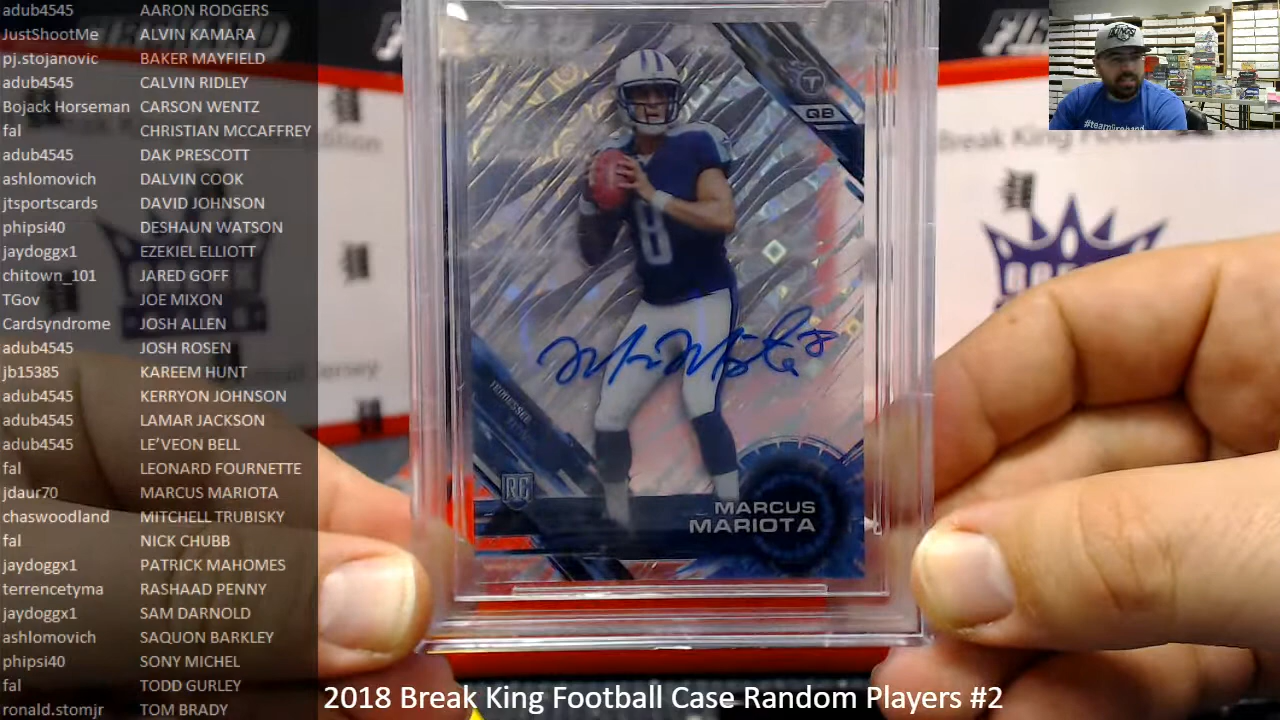 adub4545 AARON RODGERS
JustShootMe ALVIN KAMARA
pj.stojanovic BAKER MAYFIELD
adub4545 CALVIN RIDLEY
Bojack Horseman CARSON WENTZ
fal CHRISTIAN MCCAFFREY
adub4545 DAK PRESCOTT
ashlomovich DALVIN COOK
jtsportscards DAVID JOHNSON
phipsi40 DESHAUN WATSON
jaydoggx1 EZEKIEL ELLIOTT
chitown_101 JARED GOFF
TGov JOE MIXON
Cardsyndrome JOSH ALLEN
adub4545 JOSH ROSEN
jb15385 KAREEM HUNT
adub4545 KERRYON JOHNSON
adub4545 LAMAR JACKSON
adub4545 LE'VEON BELL
fal LEONARD FOURNETTE
jdaur70 MARCUS MARIOTA
chaswoodland MITCHELL TRUBISKY
fal NICK CHUBB
jaydoggx1 PATRICK MAHOMES
terrencetyma RASHAAD PENNY
jaydoggx1 SAM DARNOLD
ashlomovich SAQUON BARKLEY
phipsi40 SONY MICHEL
fal TODD GURLEY
ronald.stomjr TOM BRADY
T
QB
8
TENNESSEE
RC
MARCUS
MARIOTA
Break King
2018 Break King Football Case Random Players #2